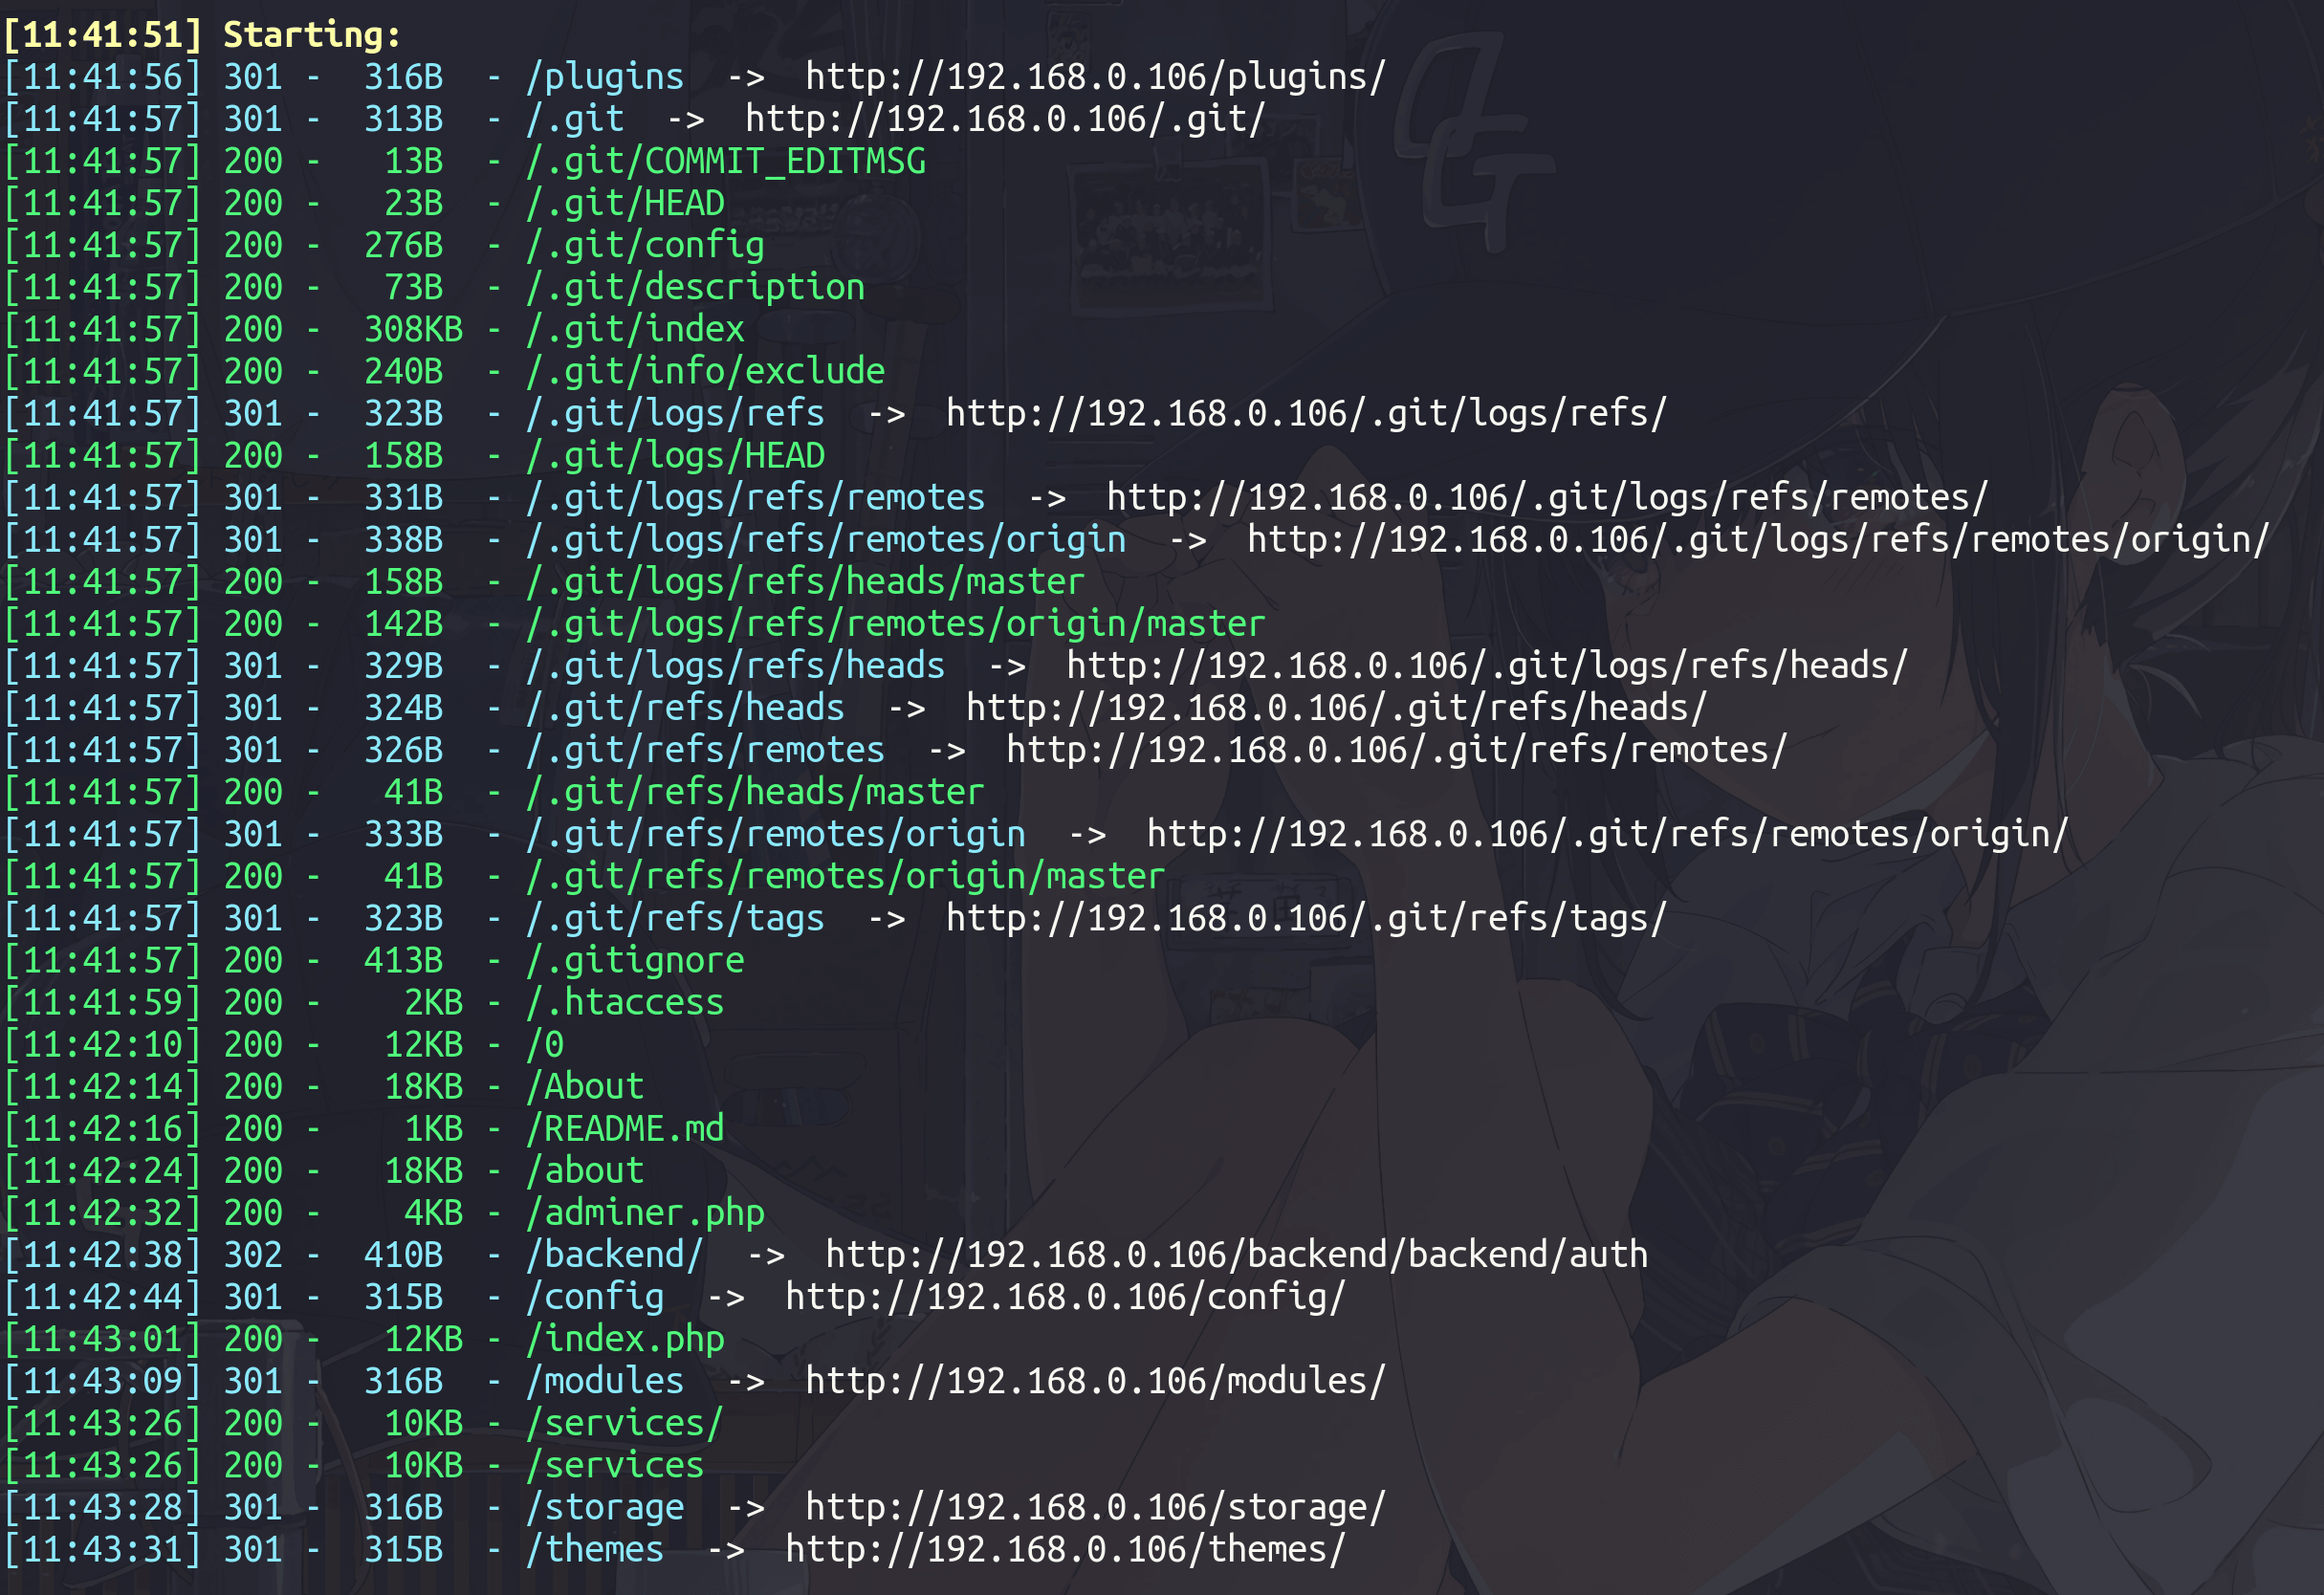 [11:41:51] Starting:
[11:41:56] 301 -  316B  - /plugins  ->  http://192.168.0.106/plugins/
[11:41:57] 301 -  313B  - /.git  ->  http://192.168.0.106/.git/
[11:41:57] 200 -   13B  - /.git/COMMIT_EDITMSG
[11:41:57] 200 -   23B  - /.git/HEAD
[11:41:57] 200 -  276B  - /.git/config
[11:41:57] 200 -   73B  - /.git/description
[11:41:57] 200 -  308KB - /.git/index
[11:41:57] 200 -  240B  - /.git/info/exclude
[11:41:57] 301 -  323B  - /.git/logs/refs  ->  http://192.168.0.106/.git/logs/refs/
[11:41:57] 200 -  158B  - /.git/logs/HEAD
[11:41:57] 301 -  331B  - /.git/logs/refs/remotes  ->  http://192.168.0.106/.git/logs/refs/remotes/
[11:41:57] 301 -  338B  - /.git/logs/refs/remotes/origin  ->  http://192.168.0.106/.git/logs/refs/remotes/origin/
[11:41:57] 200 -  158B  - /.git/logs/refs/heads/master
[11:41:57] 200 -  142B  - /.git/logs/refs/remotes/origin/master
[11:41:57] 301 -  329B  - /.git/logs/refs/heads  ->  http://192.168.0.106/.git/logs/refs/heads/
[11:41:57] 301 -  324B  - /.git/refs/heads  ->  http://192.168.0.106/.git/refs/heads/
[11:41:57] 301 -  326B  - /.git/refs/remotes  ->  http://192.168.0.106/.git/refs/remotes/
[11:41:57] 200 -   41B  - /.git/refs/heads/master
[11:41:57] 301 -  333B  - /.git/refs/remotes/origin  ->  http://192.168.0.106/.git/refs/remotes/origin/
[11:41:57] 200 -   41B  - /.git/refs/remotes/origin/master
[11:41:57] 301 -  323B  - /.git/refs/tags  ->  http://192.168.0.106/.git/refs/tags/
[11:41:57] 200 -  413B  - /.gitignore
[11:41:59] 200 -    2KB - /.htaccess
[11:42:10] 200 -   12KB - /0
[11:42:14] 200 -   18KB - /About
[11:42:16] 200 -    1KB - /README.md
[11:42:24] 200 -   18KB - /about
[11:42:32] 200 -    4KB - /adminer.php
[11:42:38] 302 -  410B  - /backend/  ->  http://192.168.0.106/backend/backend/auth
[11:42:44] 301 -  315B  - /config  ->  http://192.168.0.106/config/
[11:43:01] 200 -   12KB - /index.php
[11:43:09] 301 -  316B  - /modules  ->  http://192.168.0.106/modules/
[11:43:26] 200 -   10KB - /services/
[11:43:26] 200 -   10KB - /services
[11:43:28] 301 -  316B  - /storage  ->  http://192.168.0.106/storage/
[11:43:31] 301 -  315B  - /themes  ->  http://192.168.0.106/themes/